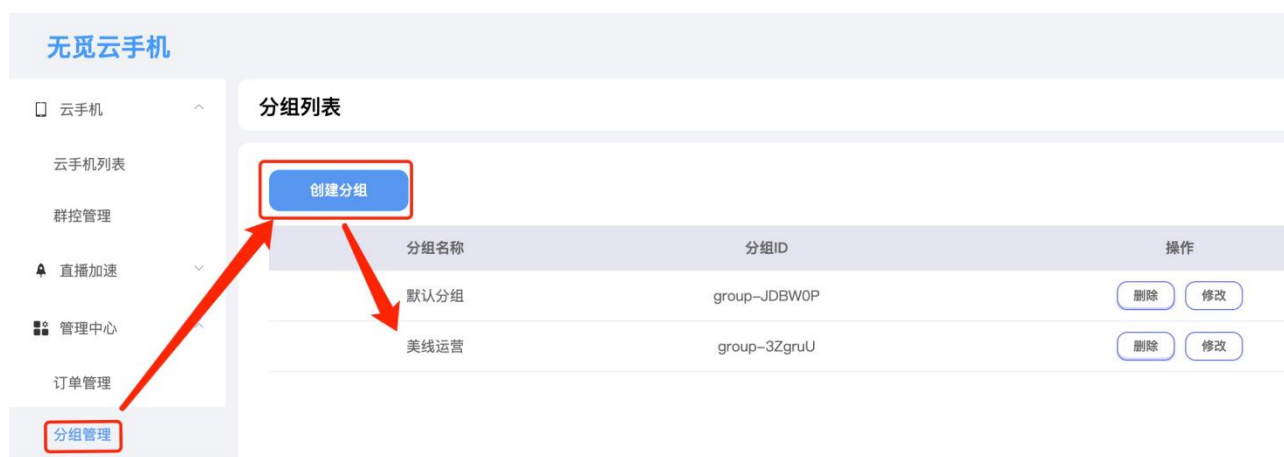 无觅云手机
云手机
云手机列表
群控管理
直播加速
管理中心
订单管理
分组管理
分组列表
创建分组
分组名称 分组ID 操作
默认分组 group-JDBW0P 删除 修改
美线运营 group-3ZgruU 删除 修改